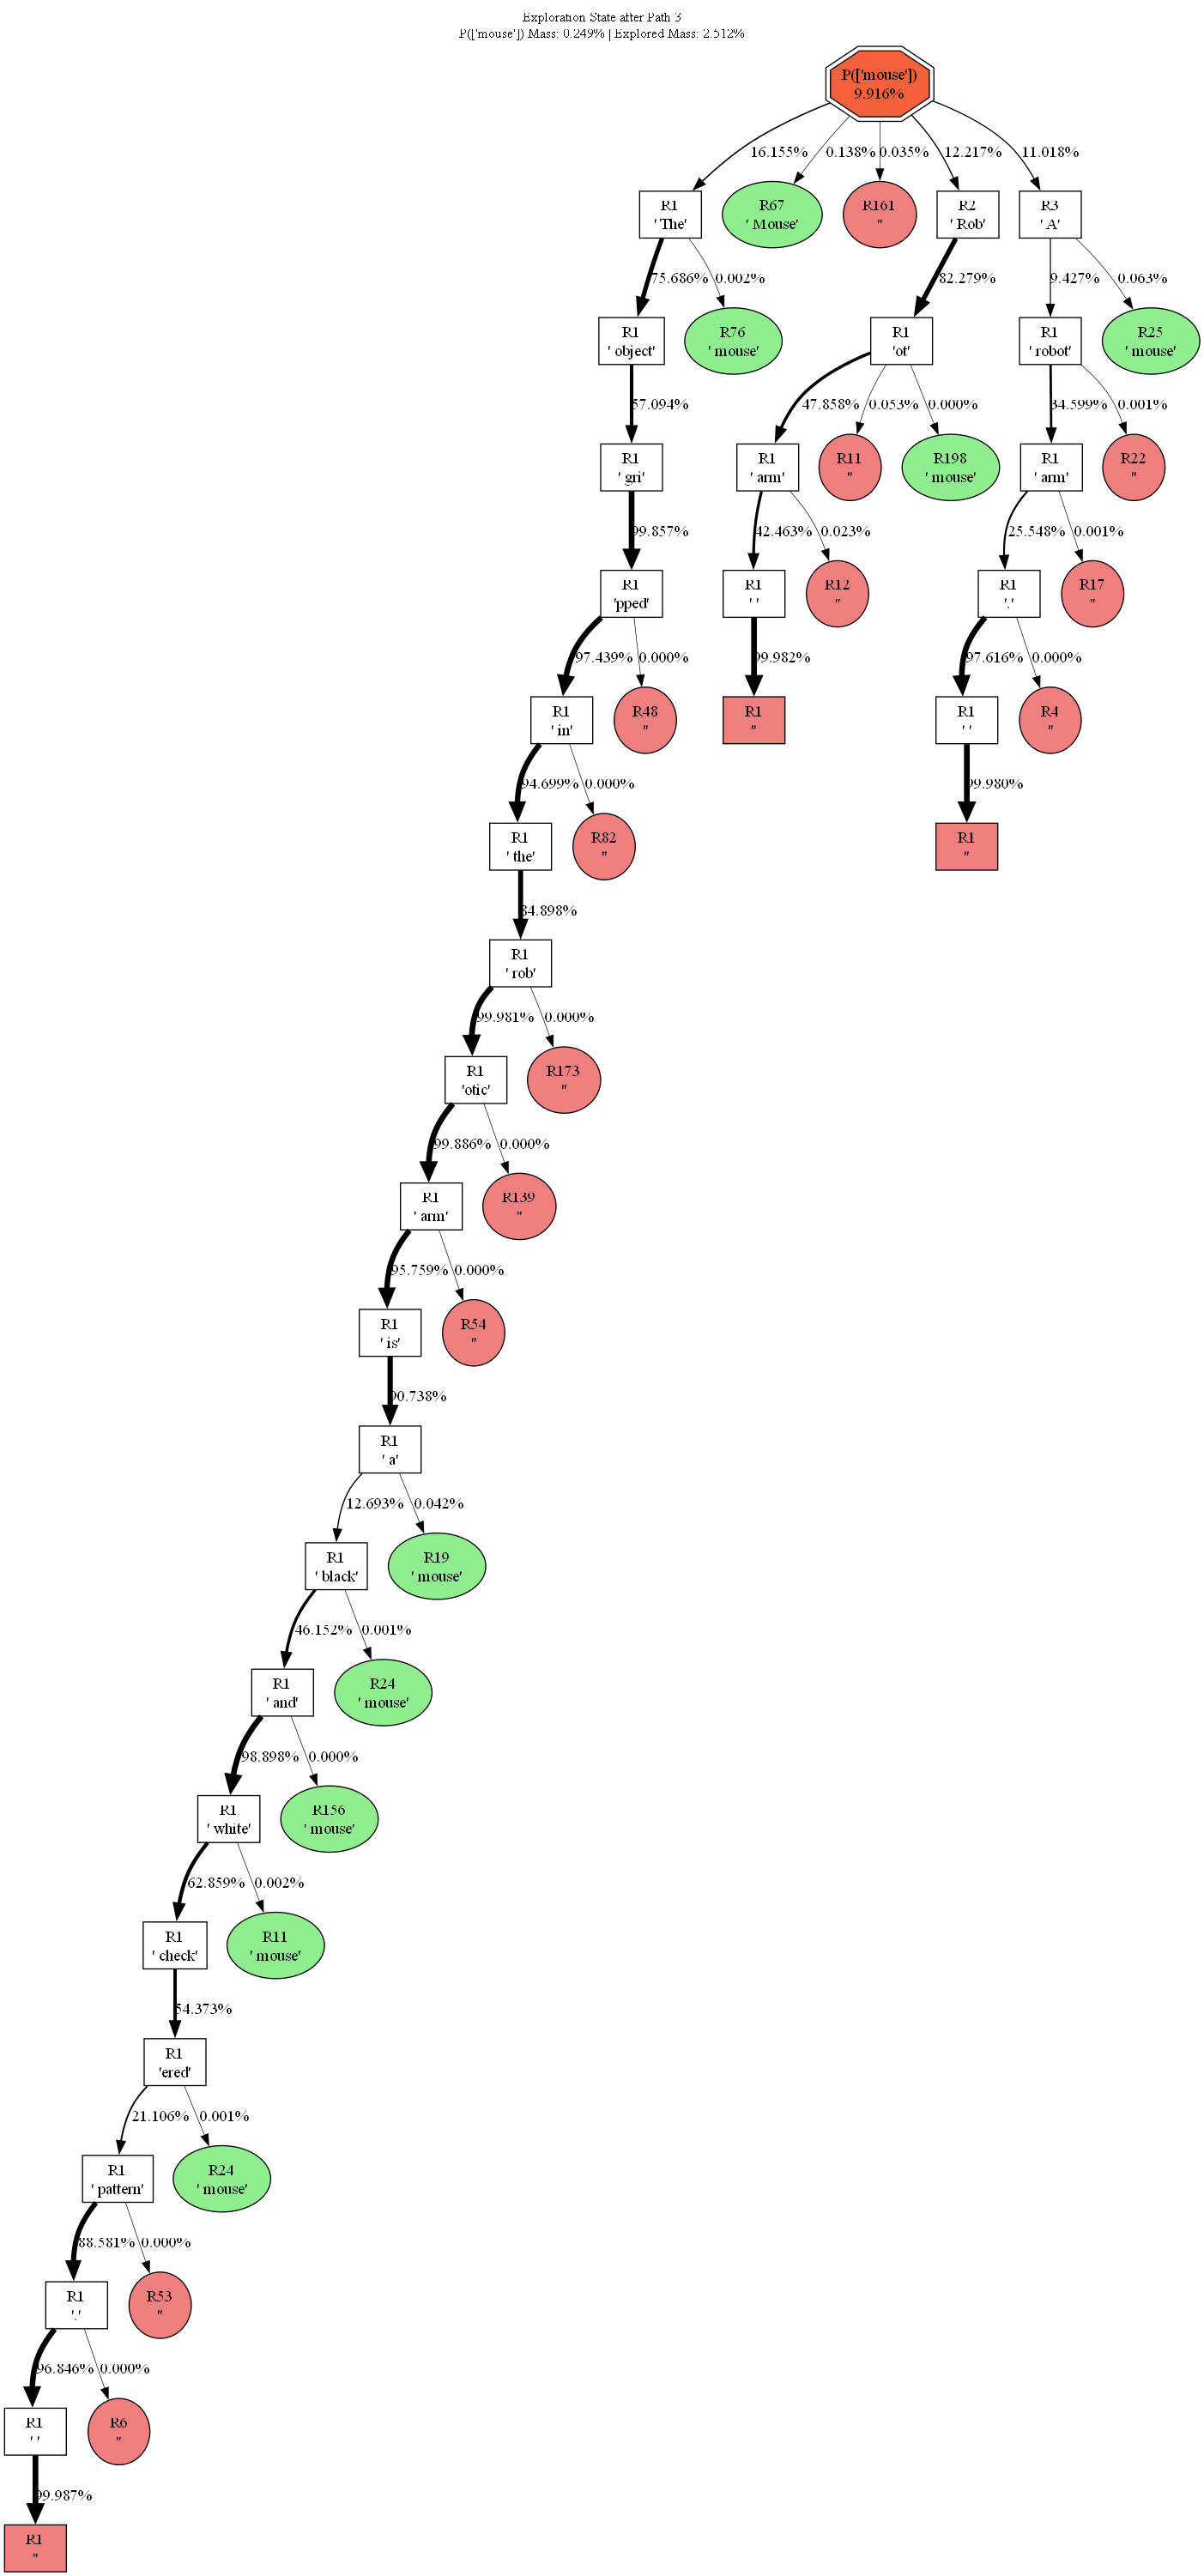 Exploration State after Path 3
P(['mouse']) Mass: 0.249% | Explored Mass: 2.512%
P(['mouse'])
9.916%
16.155%
0.138%
0.035%
12.217%
11.018%
R1
' The'
R67
' Mouse'
R161
''
R2
' Rob'
R3
' A'
75.686%
0.002%
82.279%
9.427%
0.063%
R1
' object'
R76
' mouse'
R1
'ot'
R1
' robot'
R25
' mouse'
57.094%
47.858%
0.053%
0.000%
34.599%
0.001%
R1
' gri'
R1
' arm'
R11
''
R198
' mouse'
R1
' arm'
R22
''
99.857%
42.463%
0.023%
25.548%
0.001%
R1
'pped'
R1
' '
R12
''
R1
'.'
R17
''
97.439%
0.000%
99.982%
97.616%
0.000%
R1
' in'
R48
''
R1
''
R1
' '
R4
''
94.699%
0.000%
99.980%
R1
' the'
R82
''
R1
''
84.898%
R1
' rob'
99.981%
0.000%
R1
'otic'
R173
''
99.886%
0.000%
R1
' arm'
R139
''
95.759%
0.000%
R1
' is'
R54
''
90.738%
R1
' a'
12.693%
0.042%
R1
' black'
R19
' mouse'
46.152%
0.001%
R1
' and'
R24
' mouse'
98.898%
0.000%
R1
' white'
R156
' mouse'
62.859%
0.002%
R1
' check'
R11
' mouse'
54.373%
R1
'ered'
21.106%
0.001%
R1
' pattern'
R24
' mouse'
88.581%
0.000%
R1
'.'
R53
''
96.846%
0.000%
R1
' '
R6
''
99.987%
R1
''